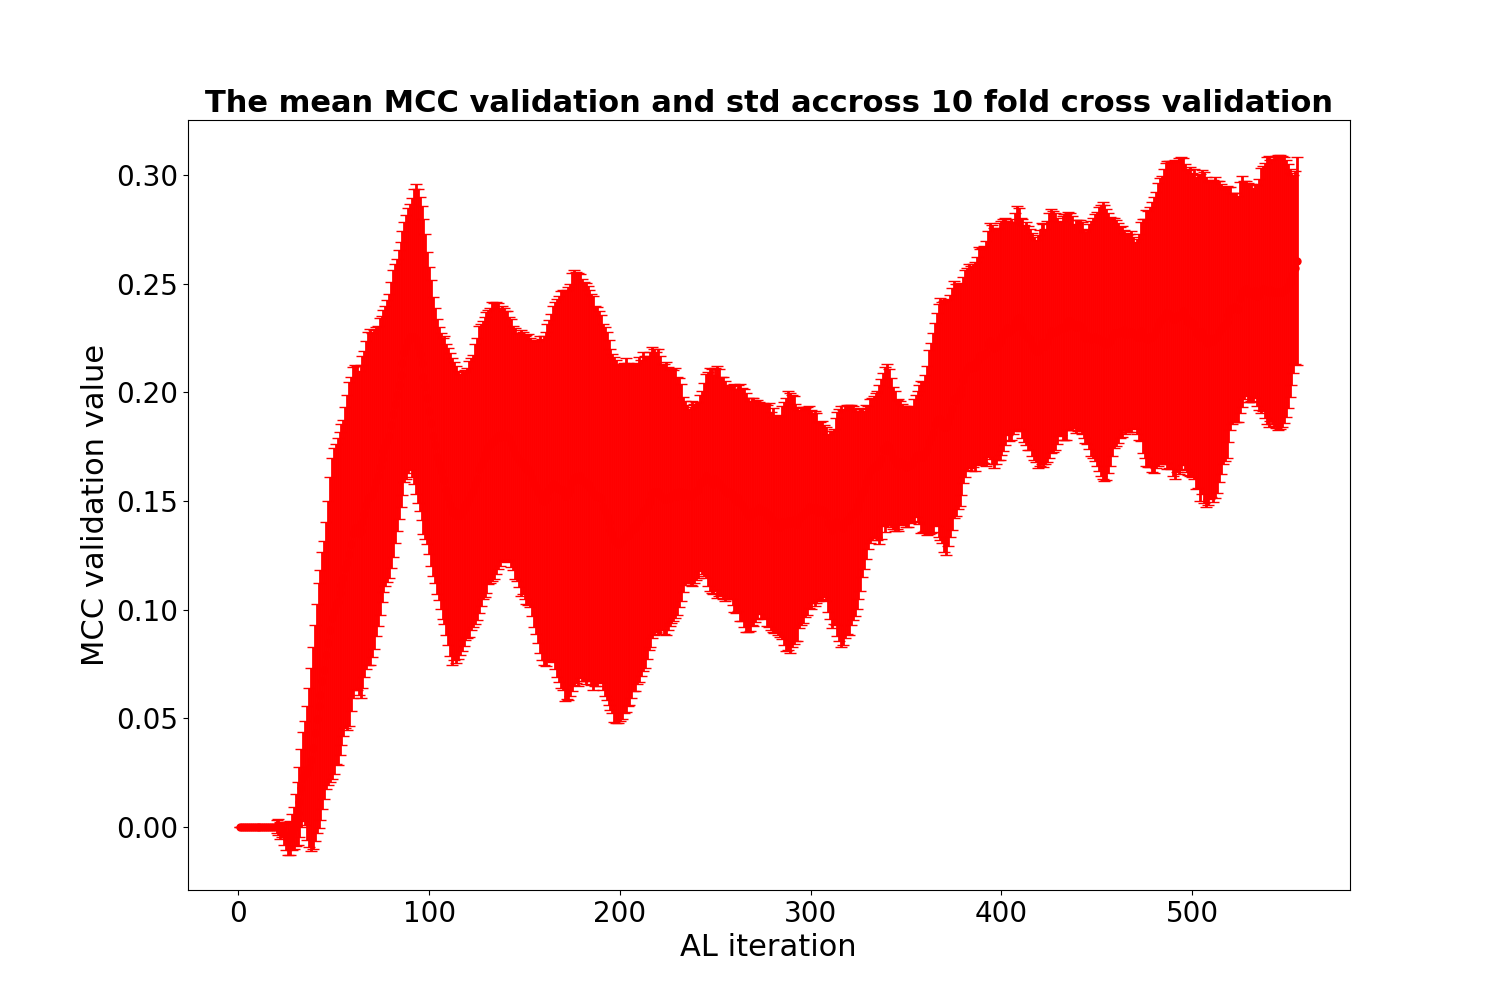 The mean MCC validation and std accross 10 fold cross validation
0.30
0.25
0.20
0.15
0.10
0.05
0.00
MCC validation value
0 100 200 300 400 500
AL iteration